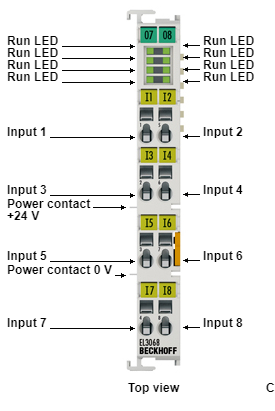 07 08
Run LED Run LED
Run LED Run LED
Run LED Run LED
Run LED Run LED
I1 I2
Input 1 Input 2
I3 I4
Input 3 Input 4
Power contact
+24 V
I5 I6
Input 5 Input 6
Power contact 0 V
I7 I8
Input 7 Input 8
EL3068
BECKHOFF
Top view C